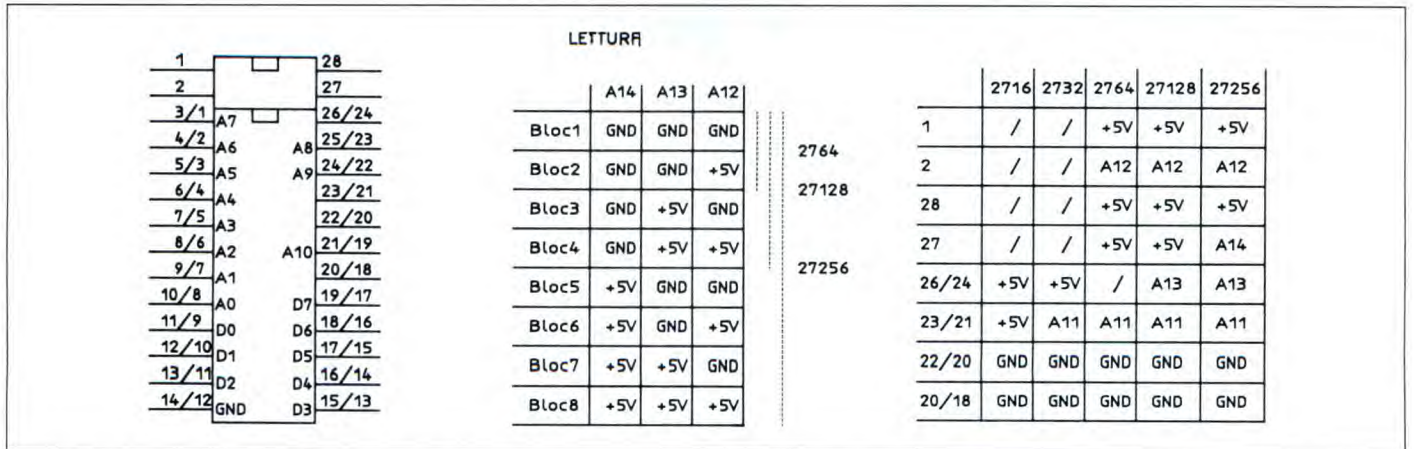 LETTURA
1 28
2 27
3/1 A7 26/24
4/2 A6 A8 25/23
5/3 A5 A9 24/22
6/4 A4 23/21
7/5 A3 22/20
8/6 A2 A10 21/19
9/7 A1 20/18
10/8 A0 D7 19/17
11/9 D0 D6 18/16
12/10 D1 D5 17/15
13/11 D2 D4 16/14
14/12 GND D3 15/13
A14 A13 A12
Bloc1 GND GND GND
Bloc2 GND GND +5V
Bloc3 GND +5V GND
Bloc4 GND +5V +5V
Bloc5 +5V GND GND
Bloc6 +5V GND +5V
Bloc7 +5V +5V GND
Bloc8 +5V +5V +5V
2764
27128
27256
2716 2732 2764 27128 27256
1 / / +5V +5V +5V
2 / / A12 A12 A12
28 / / +5V +5V +5V
27 / / +5V +5V A14
26/24 +5V +5V / A13 A13
23/21 +5V A11 A11 A11 A11
22/20 GND GND GND GND GND
20/18 GND GND GND GND GND